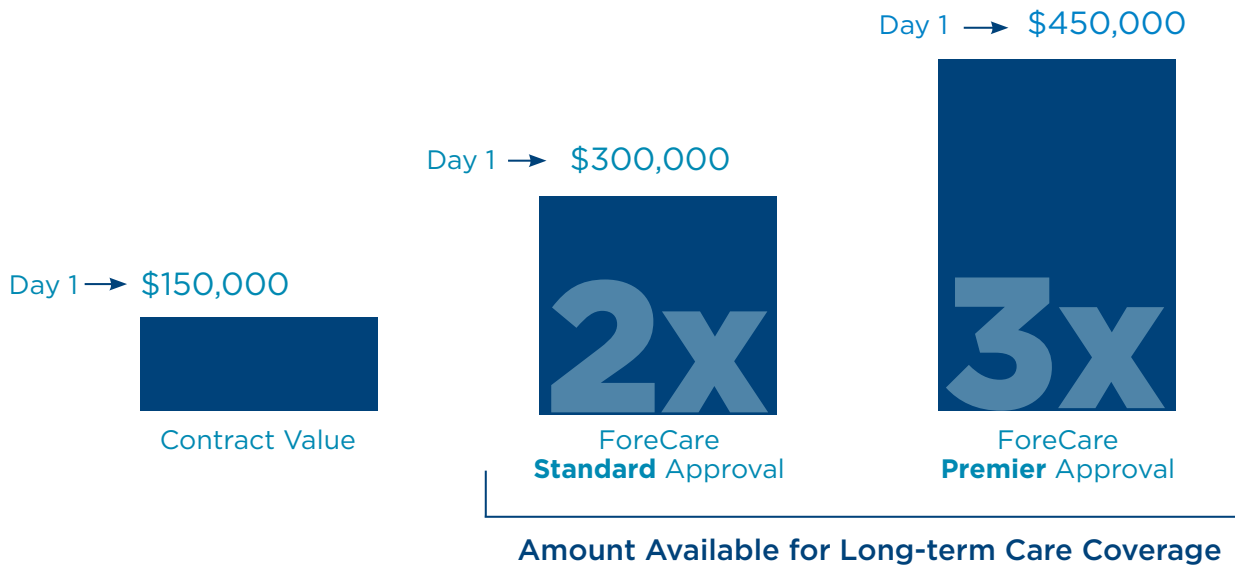 Day 1 → $450,000
Day 1 → $300,000
Day 1 → $150,000
2x
3x
Contract Value
ForeCare
Standard Approval
ForeCare
Premier Approval
Amount Available for Long-term Care Coverage